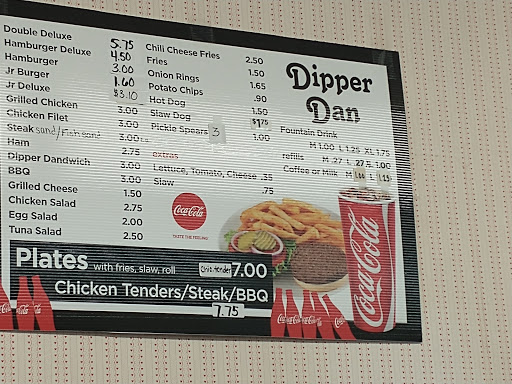 Double Deluxe 5.75
Hamburger Deluxe 4.50
Hamburger 3.00
Jr Burger 1.60
Jr Deluxe $3.10
Grilled Chicken 3.00
Chicken Filet 3.00
Steak sand/Fish sand 3.00
Ham 2.75
Dipper Dandwich 3.00
BBQ
Grilled Cheese 1.50
Chicken Salad 2.75
Egg Salad 2.00
Tuna Salad 2.50
Chili Cheese Fries 2.50
Fries 1.50
Onion Rings 1.65
Potato Chips .90
Hot Dog 1.50
Slaw Dog $1.75
Pickle Spears 3 1.00
extras
Lettuce, Tomato, Cheese .35
Slaw .75
Coca-Cola
TASTE THE FEELING
Dipper
Dan
Fountain Drink
M 1.00 L 1.25 XL 1.75
refills M .27 L .27 XL 1.00
Coffee or Milk M L
Coca-Cola
Plates with fries, slaw, roll 7.00
Chicken Tenders/Steak/BBQ
7.75